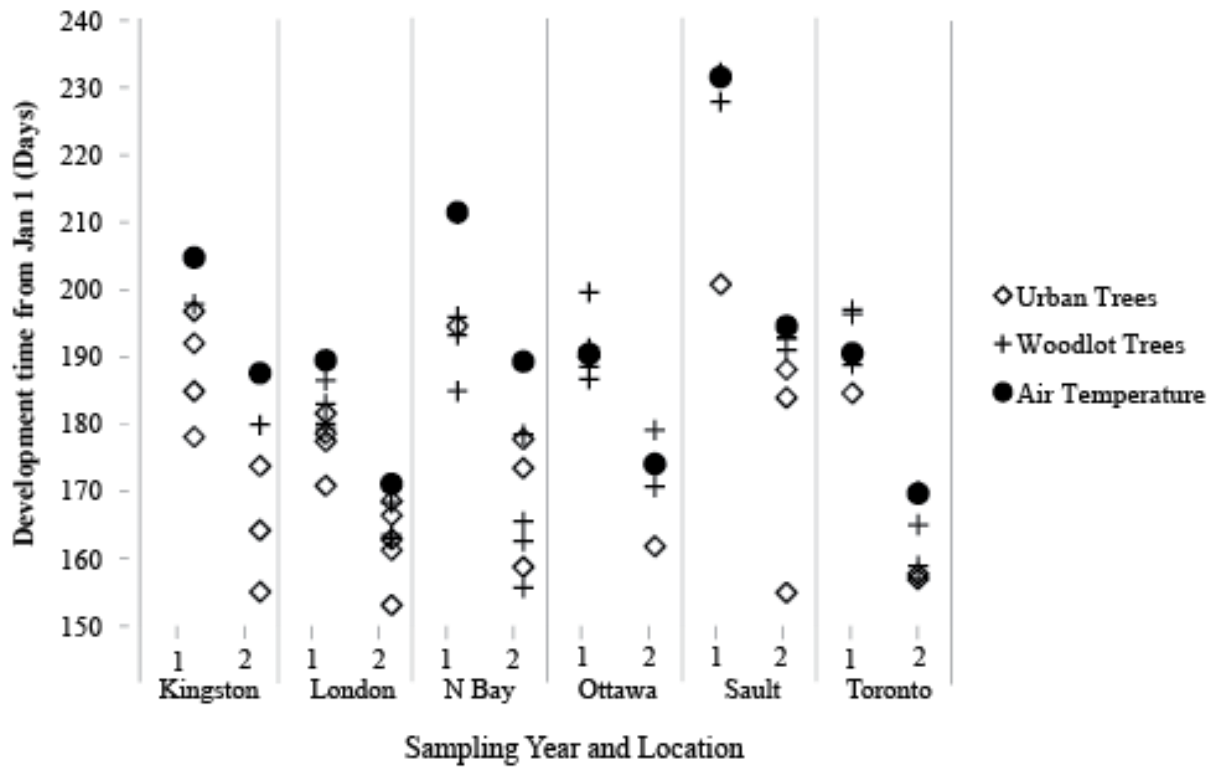 240
230
220
210
200
190
180
170
160
150
Development time from Jan 1 (Days)
1 2 1 2 1 2 1 2 1 2 1 2
Kingston London N Bay Ottawa Sault Toronto
Sampling Year and Location
Urban Trees
Woodlot Trees
Air Temperature